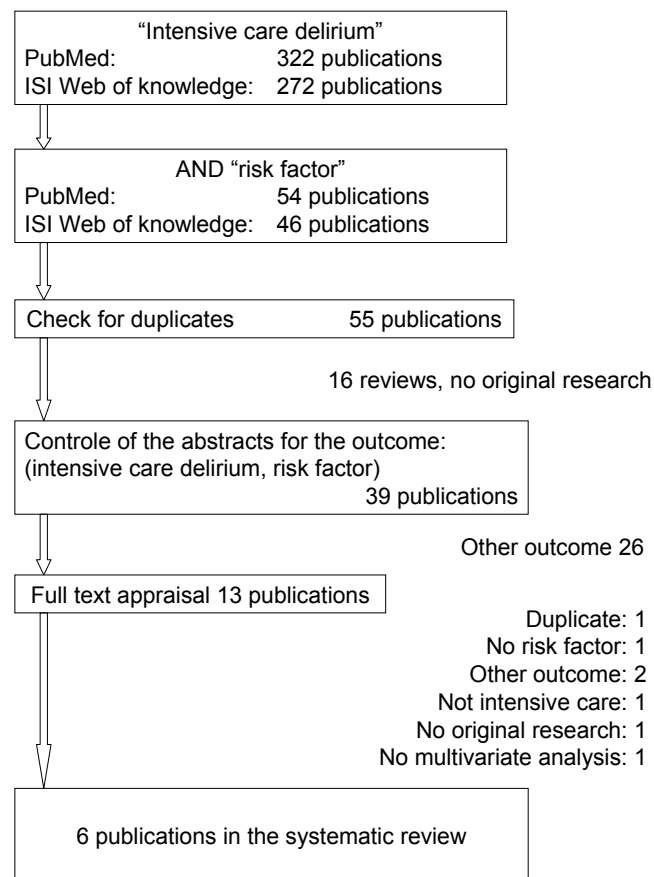 “Intensive care delirium”
PubMed: 322 publications
ISI Web of knowledge: 272 publications
AND “risk factor”
PubMed: 54 publications
ISI Web of knowledge: 46 publications
Check for duplicates 55 publications
16 reviews, no original research
Controle of the abstracts for the outcome:
(intensive care delirium, risk factor)
39 publications
Other outcome 26
Full text appraisal 13 publications
Duplicate: 1
No risk factor: 1
Other outcome: 2
Not intensive care: 1
No original research: 1
No multivariate analysis: 1
6 publications in the systematic review